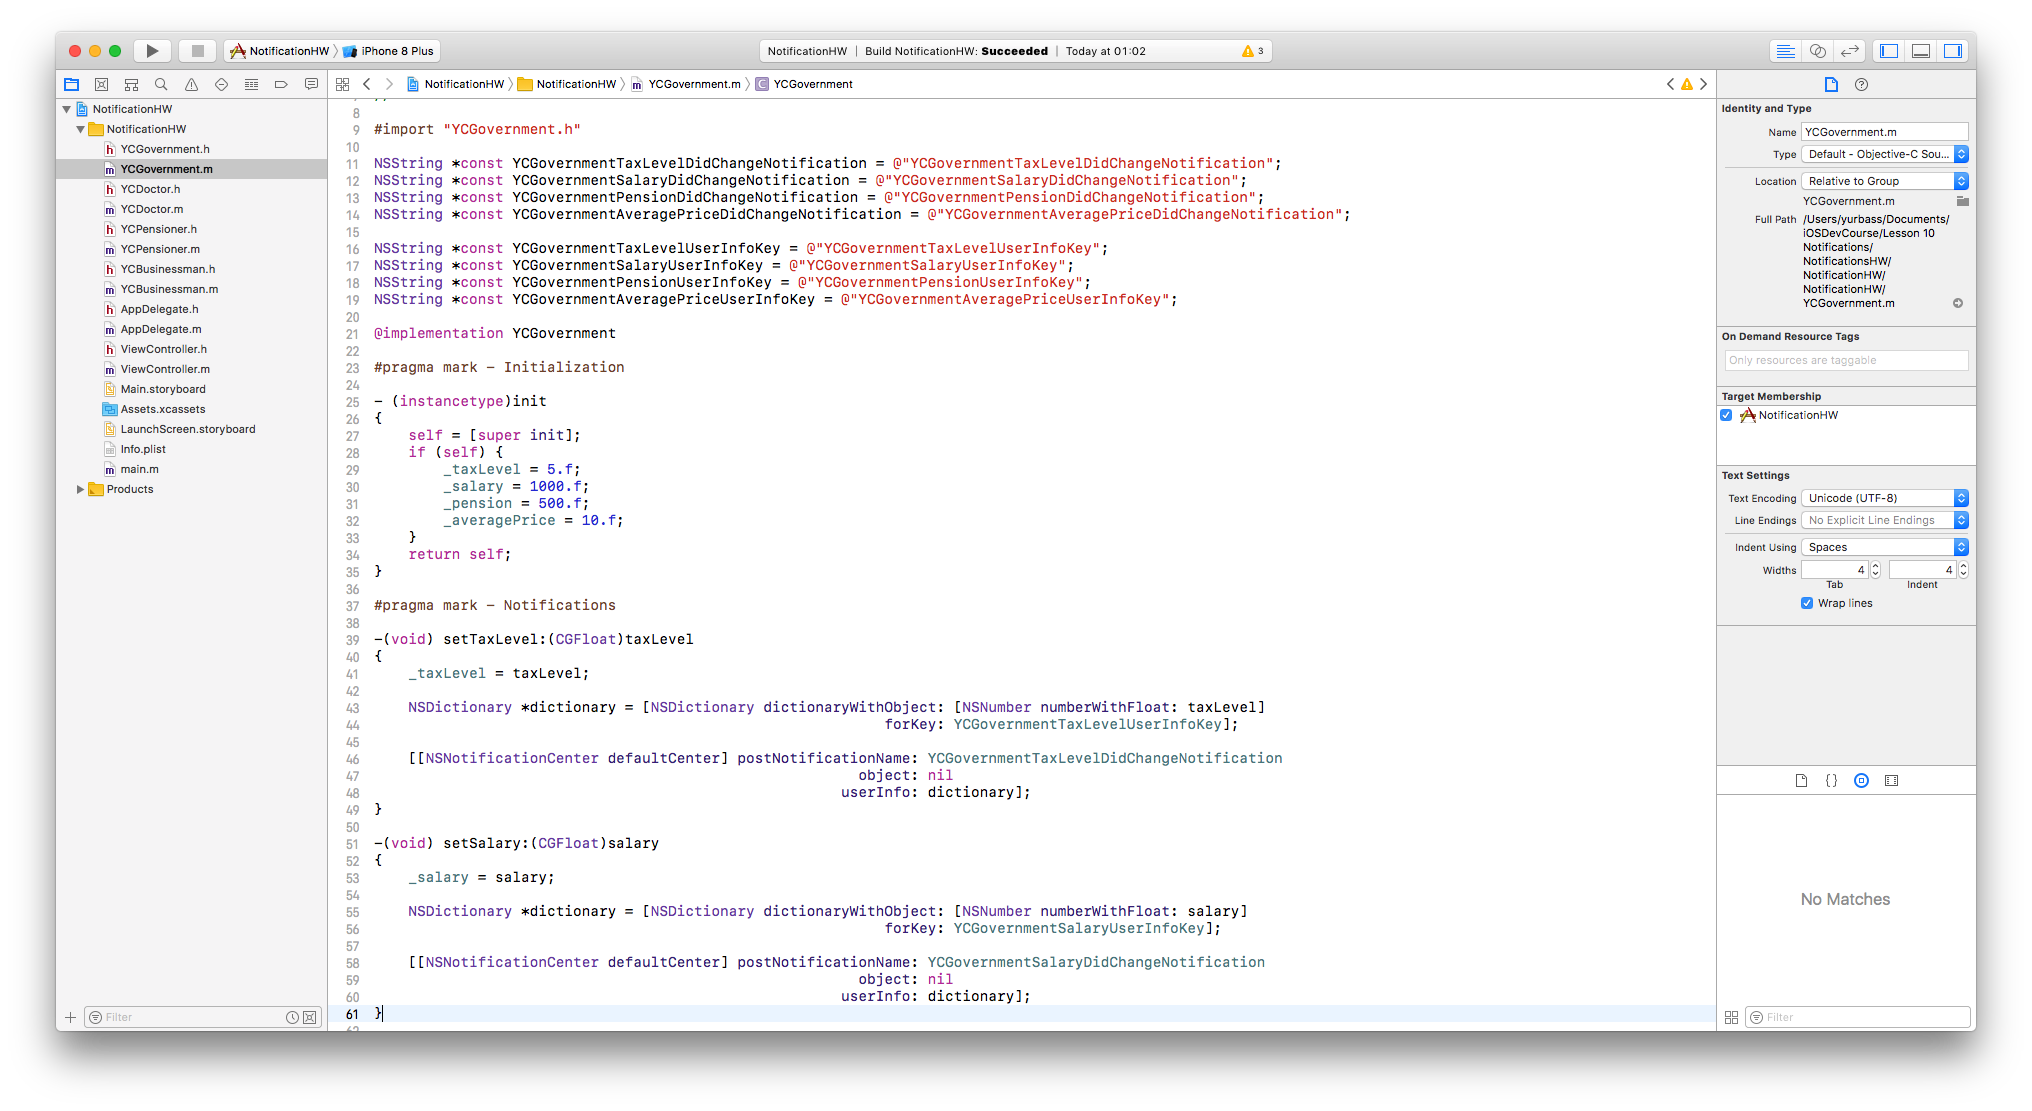 NotificationHW 〉 iPhone 8 Plus
NotificationHW | Build NotificationHW: Succeeded | Today at 01:02
3
NotificationHW 〉 NotificationHW 〉 YCGovernment.m 〉 YCGovernment
NotificationHW
NotificationHW
YCGovernment.h
YCGovernment.m
YCDoctor.h
YCDoctor.m
YCPensioner.h
YCPensioner.m
YCBusinessman.h
YCBusinessman.m
AppDelegate.h
AppDelegate.m
ViewController.h
ViewController.m
Main.storyboard
Assets.xcassets
LaunchScreen.storyboard
Info.plist
main.m
Products
Filter
8
9 #import "YCGovernment.h"
10
11 NSString *const YCGovernmentTaxLevelDidChangeNotification = @"YCGovernmentTaxLevelDidChangeNotification";
12 NSString *const YCGovernmentSalaryDidChangeNotification = @"YCGovernmentSalaryDidChangeNotification";
13 NSString *const YCGovernmentPensionDidChangeNotification = @"YCGovernmentPensionDidChangeNotification";
14 NSString *const YCGovernmentAveragePriceDidChangeNotification = @"YCGovernmentAveragePriceDidChangeNotification";
15
16 NSString *const YCGovernmentTaxLevelUserInfoKey = @"YCGovernmentTaxLevelUserInfoKey";
17 NSString *const YCGovernmentSalaryUserInfoKey = @"YCGovernmentSalaryUserInfoKey";
18 NSString *const YCGovernmentPensionUserInfoKey = @"YCGovernmentPensionUserInfoKey";
19 NSString *const YCGovernmentAveragePriceUserInfoKey = @"YCGovernmentAveragePriceUserInfoKey";
20
21 @implementation YCGovernment
22
23 #pragma mark - Initialization
24
25 - (instancetype)init
26 {
27     self = [super init];
28     if (self) {
29         _taxLevel = 5.f;
30         _salary = 1000.f;
31         _pension = 500.f;
32         _averagePrice = 10.f;
33     }
34     return self;
35 }
36
37 #pragma mark - Notifications
38
39 -(void) setTaxLevel:(CGFloat)taxLevel
40 {
41     _taxLevel = taxLevel;
42
43     NSDictionary *dictionary = [NSDictionary dictionaryWithObject: [NSNumber numberWithFloat: taxLevel]
44                                                            forKey: YCGovernmentTaxLevelUserInfoKey];
45
46     [[NSNotificationCenter defaultCenter] postNotificationName: YCGovernmentTaxLevelDidChangeNotification
47                                                         object: nil
48                                                       userInfo: dictionary];
49 }
50
51 -(void) setSalary:(CGFloat)salary
52 {
53     _salary = salary;
54
55     NSDictionary *dictionary = [NSDictionary dictionaryWithObject: [NSNumber numberWithFloat: salary]
56                                                            forKey: YCGovernmentSalaryUserInfoKey];
57
58     [[NSNotificationCenter defaultCenter] postNotificationName: YCGovernmentSalaryDidChangeNotification
59                                                         object: nil
60                                                       userInfo: dictionary];
61 }
Identity and Type
Name YCGovernment.m
Type Default - Objective-C Sou...
Location Relative to Group
YCGovernment.m
Full Path /Users/yurbass/Documents/
iOSDevCourse/Lesson 10
Notifications/
NotificationsHW/
NotificationHW/
NotificationHW/
YCGovernment.m
On Demand Resource Tags
Only resources are taggable
Target Membership
NotificationHW
Text Settings
Text Encoding Unicode (UTF-8)
Line Endings No Explicit Line Endings
Indent Using Spaces
Widths 4 4
Tab Indent
Wrap lines
No Matches
Filter